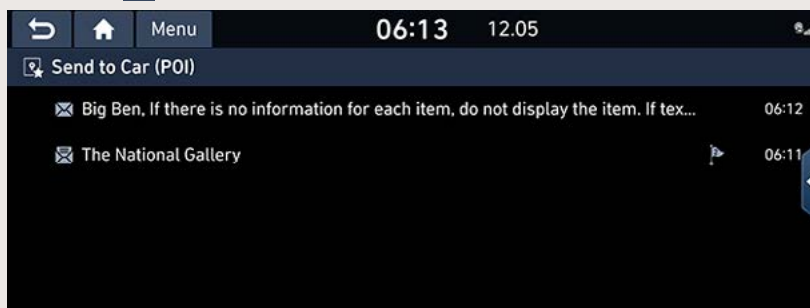 Menu 06:13 12.05
Send to Car (POI)
Big Ben, If there is no information for each item, do not display the item. If tex... 06:12
The National Gallery 06:11